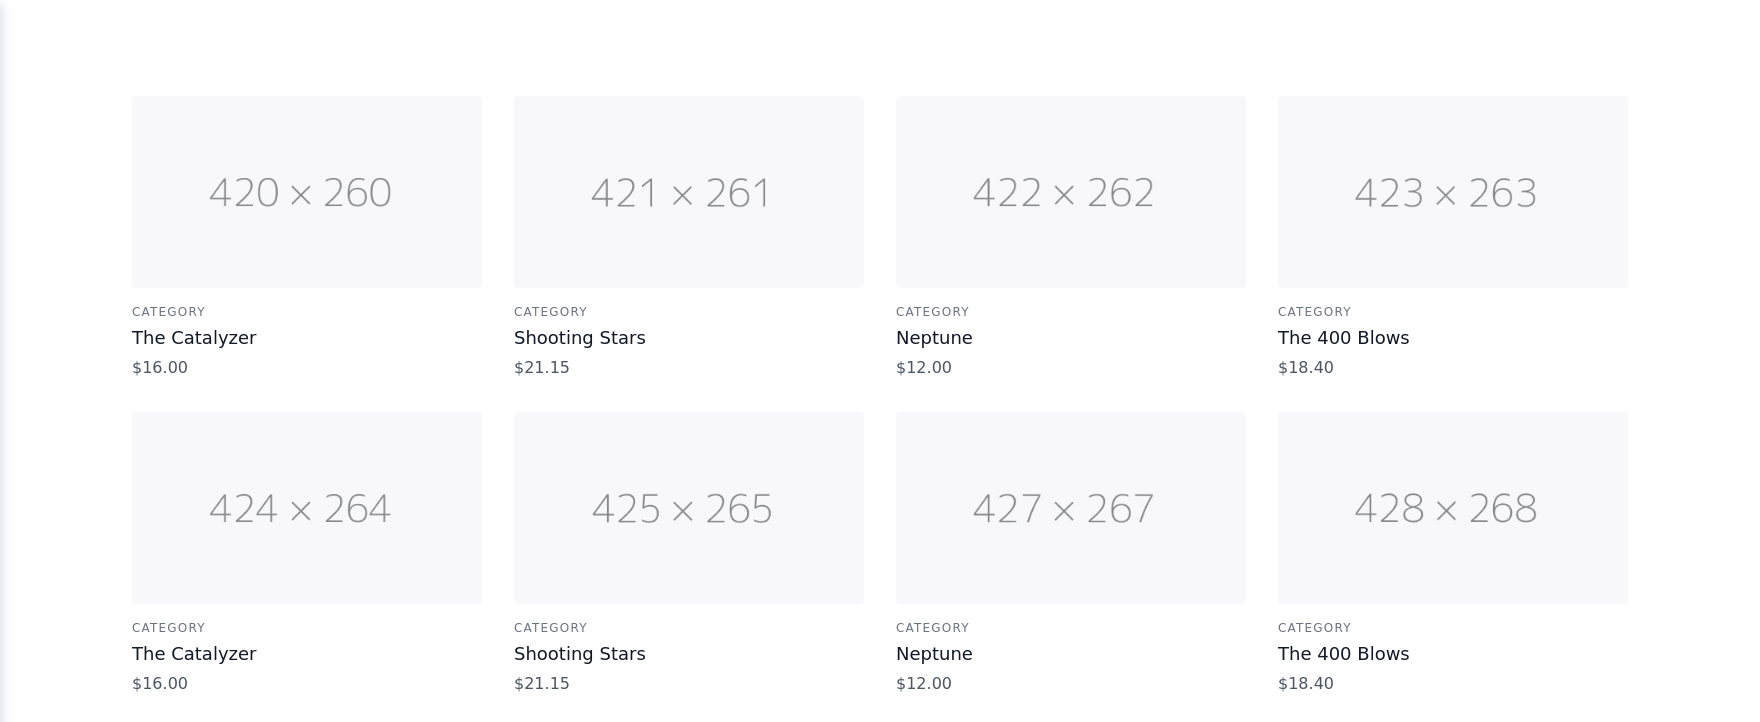 420 × 260
421 × 261
422 × 262
423 × 263
CATEGORY
The Catalyzer
$16.00
CATEGORY
Shooting Stars
$21.15
CATEGORY
Neptune
$12.00
CATEGORY
The 400 Blows
$18.40
424 × 264
425 × 265
427 × 267
428 × 268
CATEGORY
The Catalyzer
$16.00
CATEGORY
Shooting Stars
$21.15
CATEGORY
Neptune
$12.00
CATEGORY
The 400 Blows
$18.40